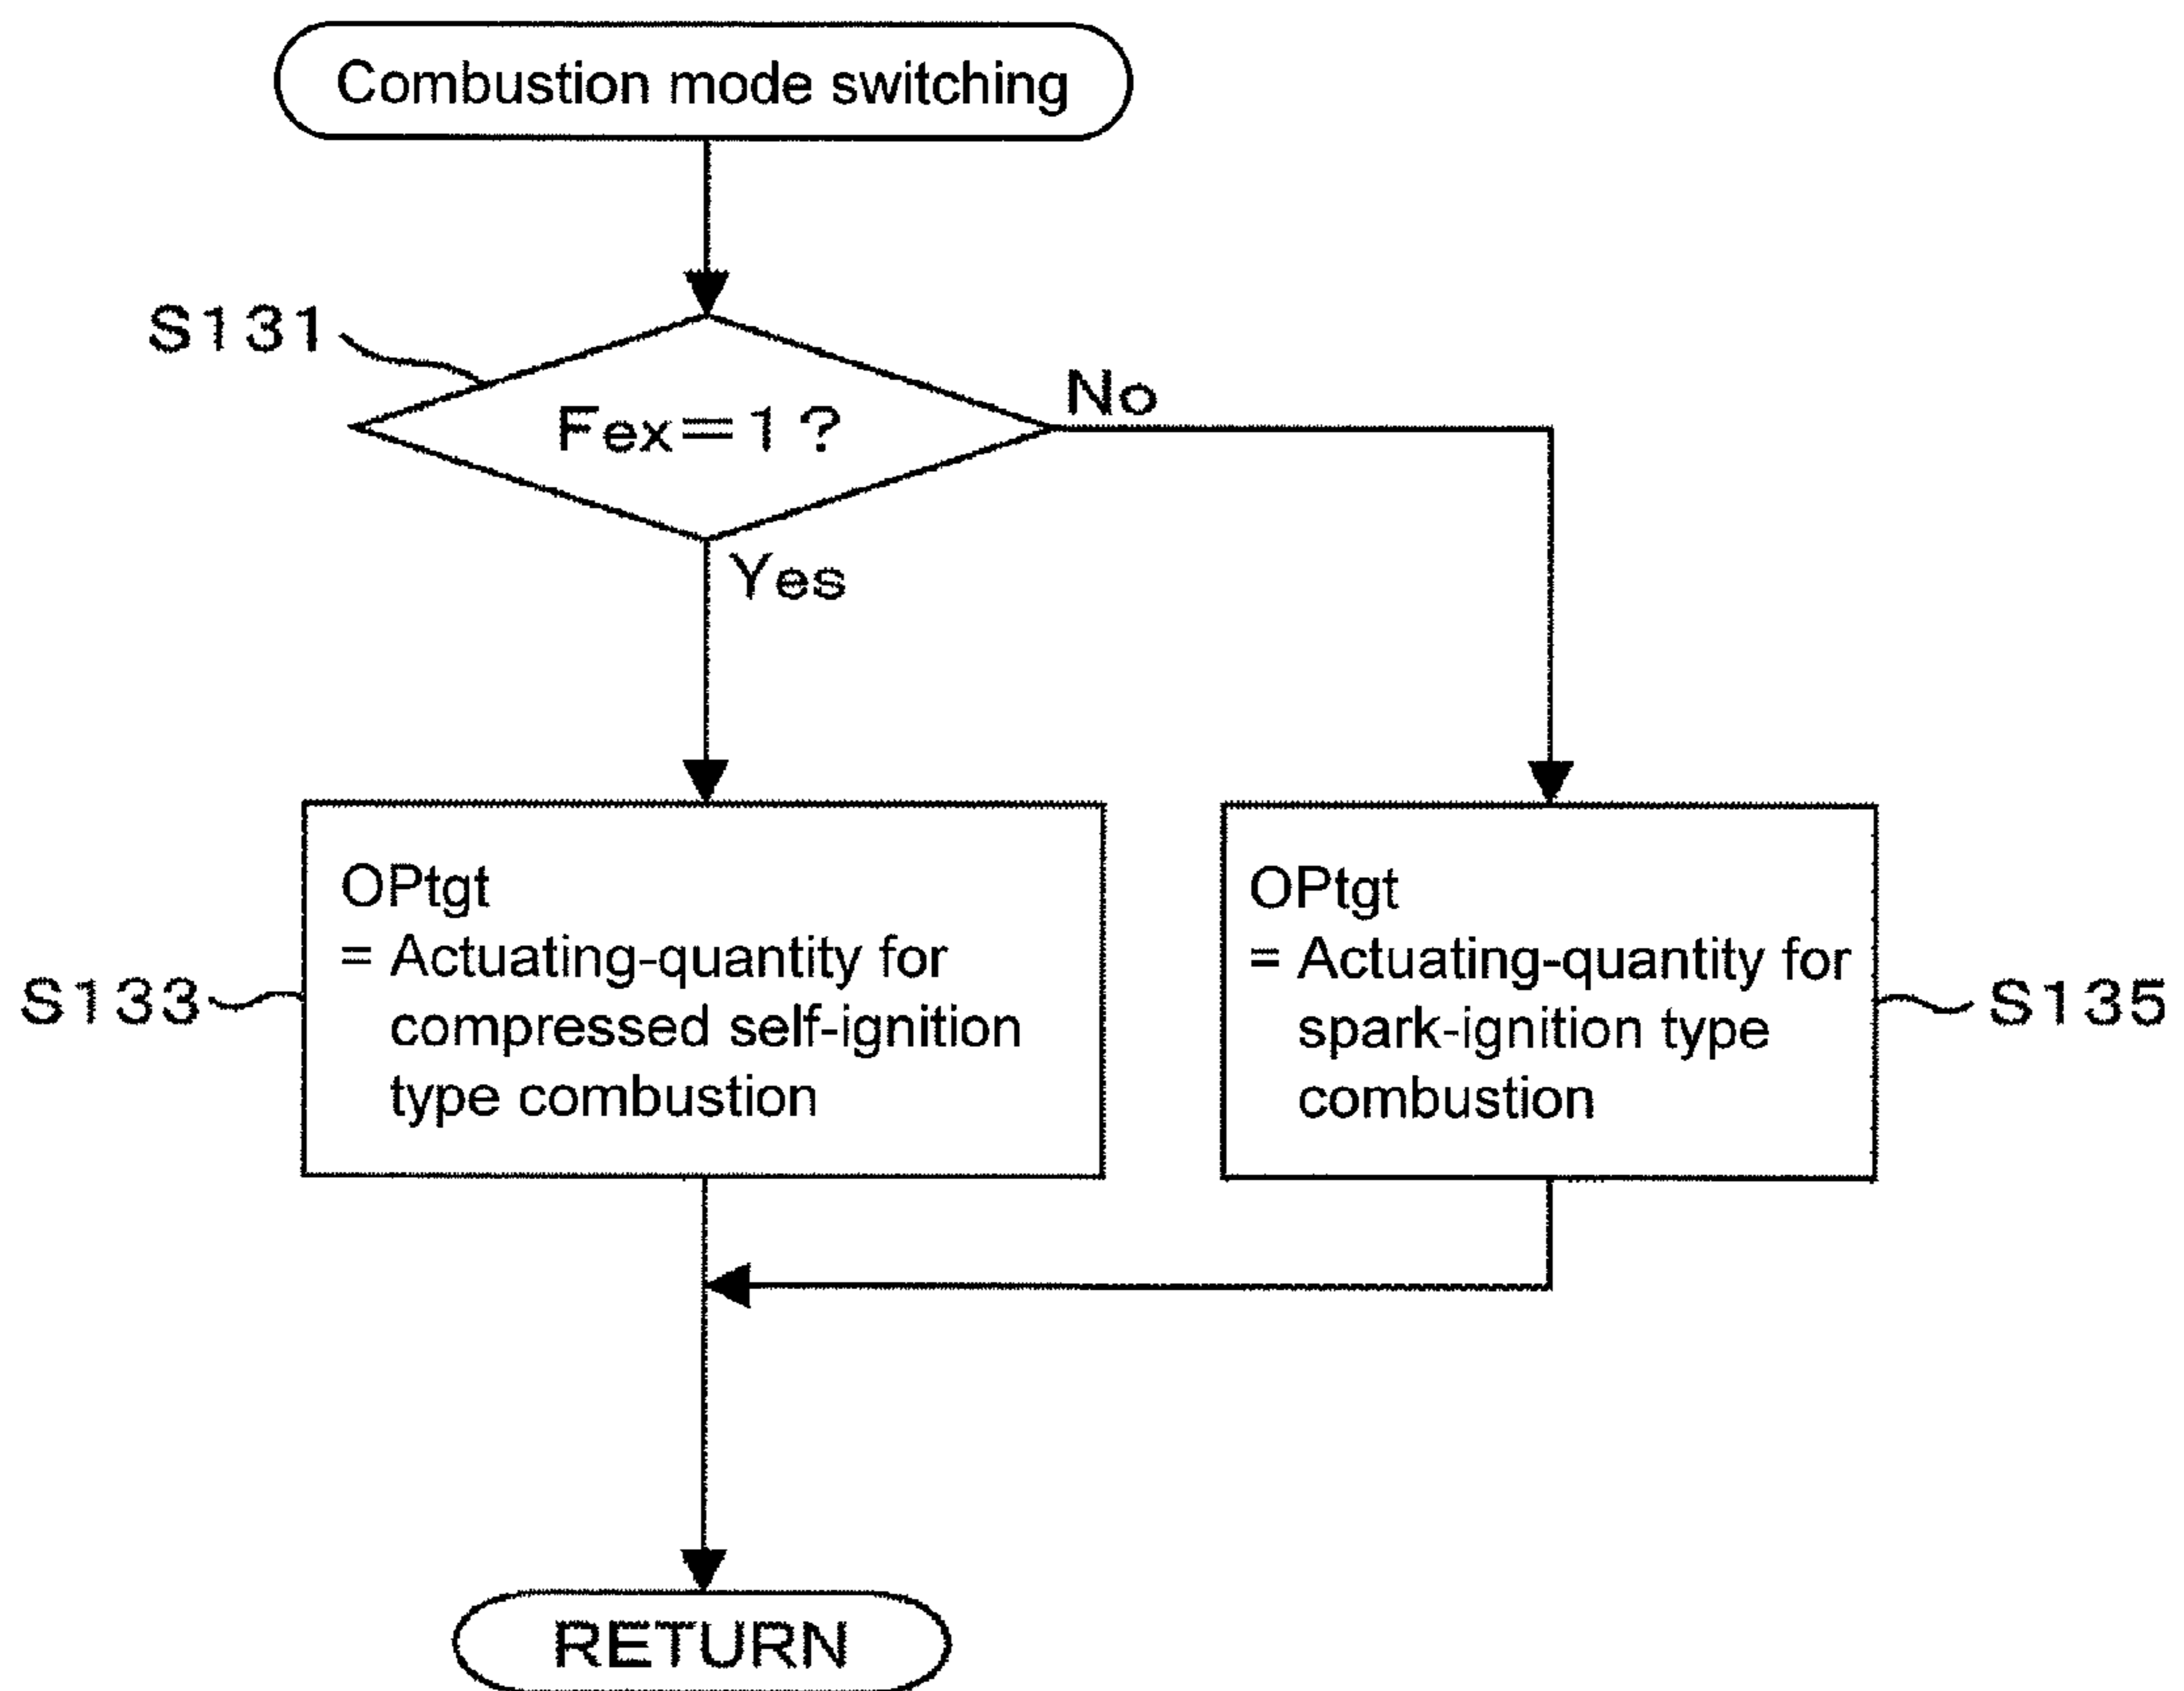 Combustion mode switching
S131
Fex=1?
No
Yes
OPtgt
= Actuating-quantity for
compressed self-ignition
type combustion
S133
OPtgt
= Actuating-quantity for
spark-ignition type
combustion
S135
RETURN